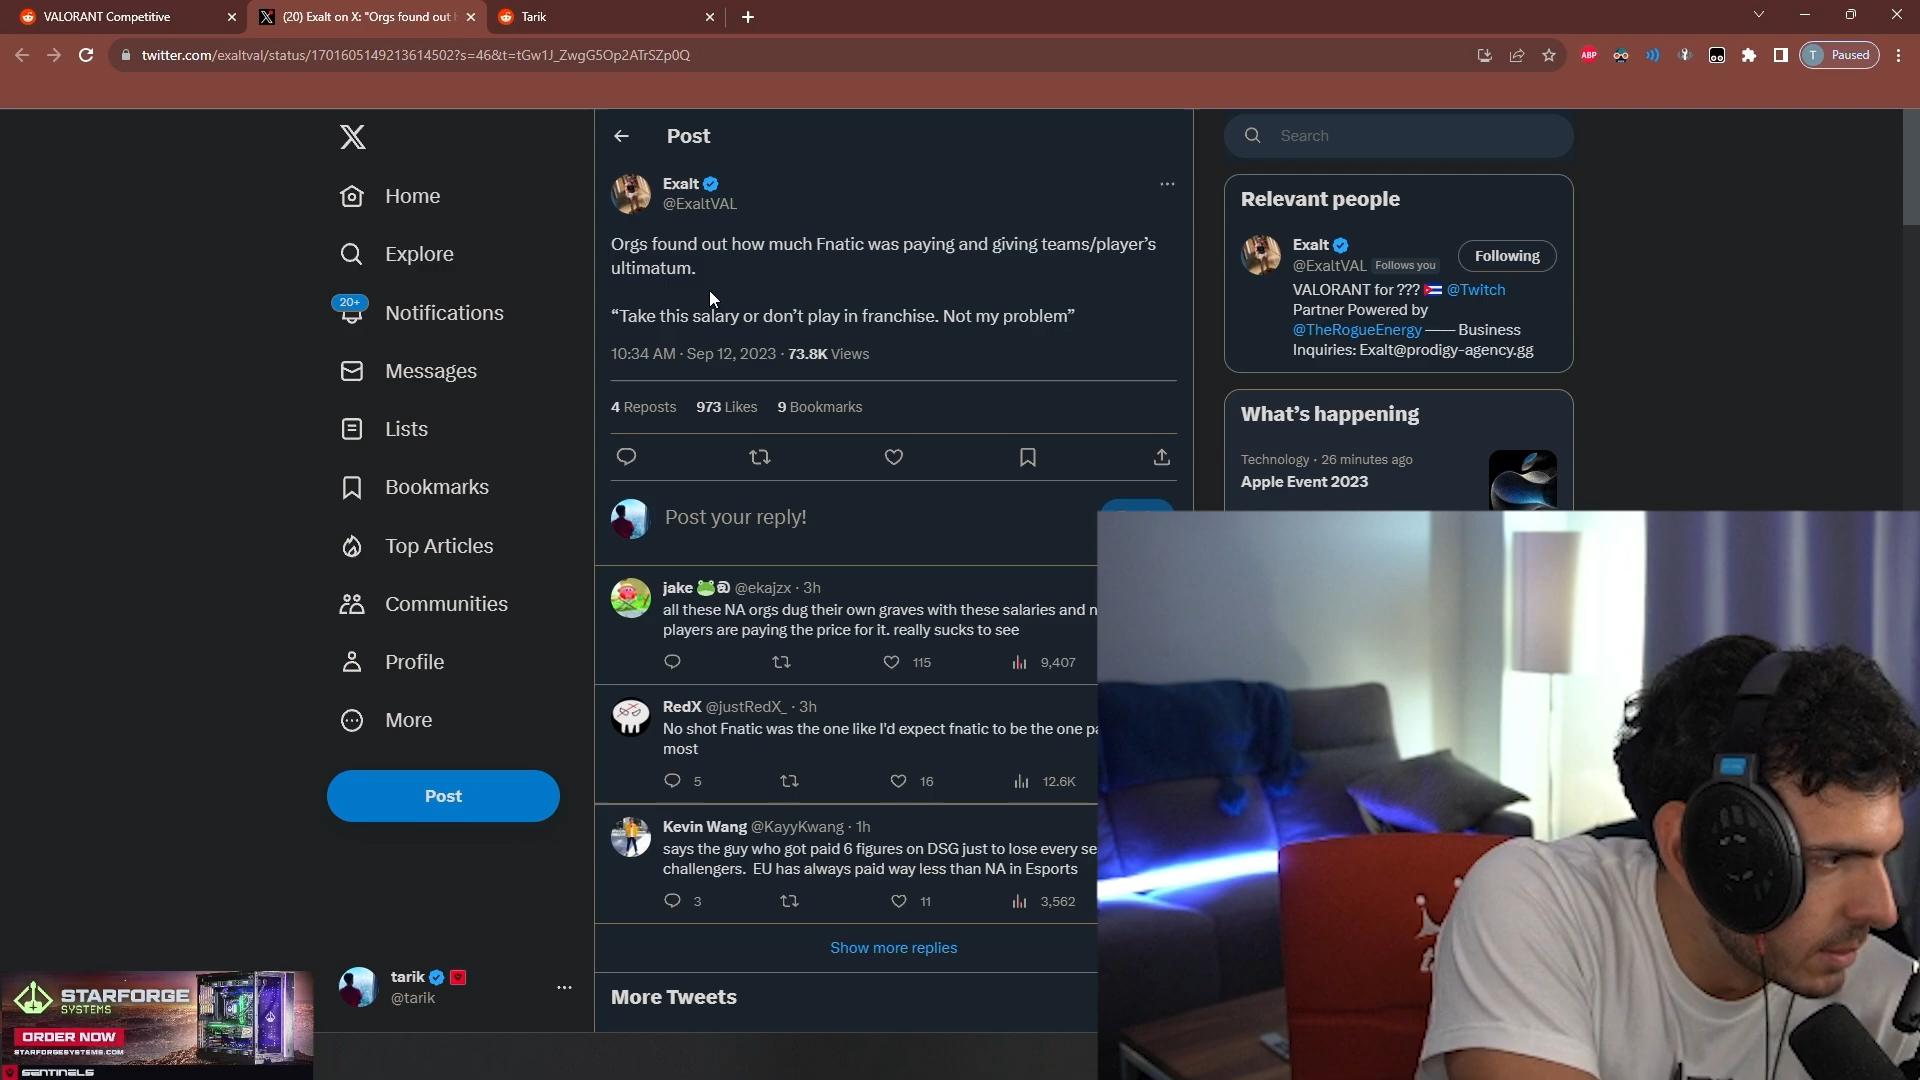 VALORANT Competitive
(20) Exalt on X: "Orgs found out
Tarik
twitter.com/exaltval/status/1701605149213614502?s=46&t=tGw1J_ZwgG5Op2ATrSZp0Q
ABP
T Paused
Home
Explore
20+
Notifications
Messages
Lists
Bookmarks
Top Articles
Communities
Profile
More
Post
tarik
@tarik
Post
Exalt
@ExaltVAL
Orgs found out how much Fnatic was paying and giving teams/player’s
ultimatum.
“Take this salary or don’t play in franchise. Not my problem”
10:34 AM · Sep 12, 2023 · 73.8K Views
4 Reposts 973 Likes 9 Bookmarks
Post your reply!
jake @ekajzx · 3h
all these NA orgs dug their own graves with these salaries and n
players are paying the price for it. really sucks to see
115 9,407
RedX @justRedX_ · 3h
No shot Fnatic was the one like I'd expect fnatic to be the one pa
most
5 16 12.6K
Kevin Wang @KayyKwang · 1h
says the guy who got paid 6 figures on DSG just to lose every se
challengers. EU has always paid way less than NA in Esports
3 11 3,562
Show more replies
More Tweets
Search
Relevant people
Exalt
@ExaltVAL Follows you
Following
VALORANT for ??? 🇨🇺 @Twitch
Partner Powered by
@TheRogueEnergy —— Business
Inquiries: Exalt@prodigy-agency.gg
What’s happening
Technology · 26 minutes ago
Apple Event 2023
STARFORGE
SYSTEMS
ORDER NOW
STARFORGESYSTEMS.COM
SENTINELS